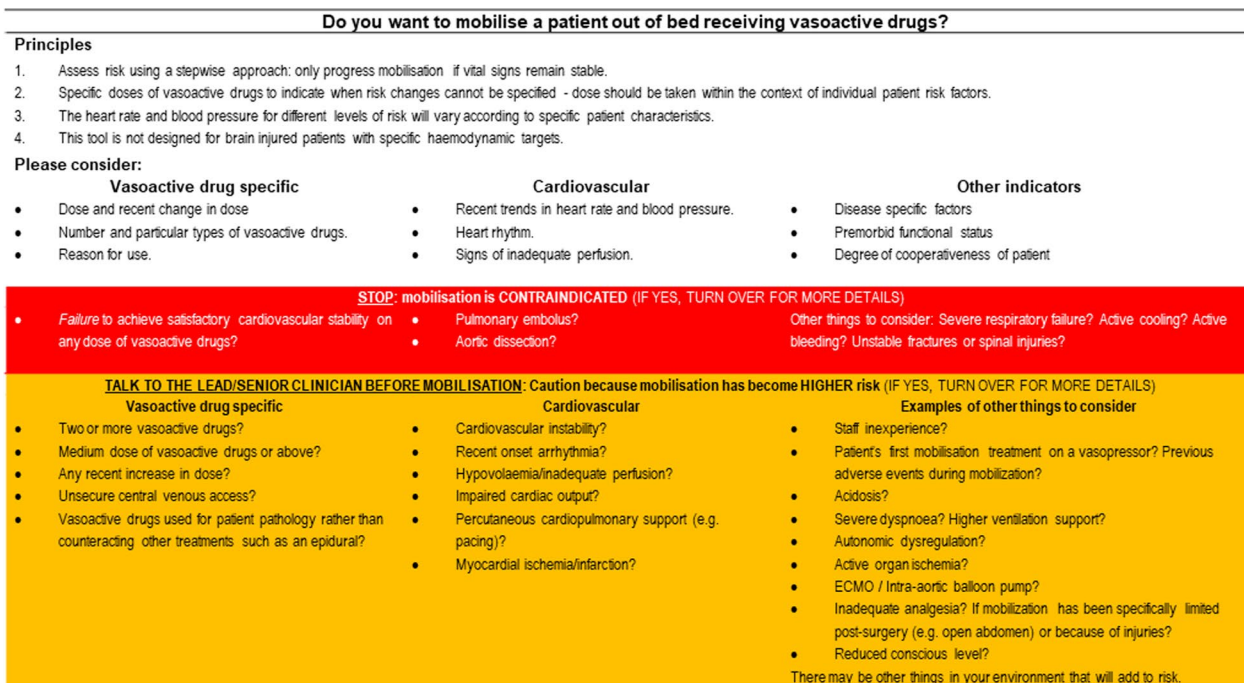 Do you want to mobilise a patient out of bed receiving vasoactive drugs?
Principles
1. Assess risk using a stepwise approach: only progress mobilisation if vital signs remain stable.
2. Specific doses of vasoactive drugs to indicate when risk changes cannot be specified - dose should be taken within the context of individual patient risk factors.
3. The heart rate and blood pressure for different levels of risk will vary according to specific patient characteristics.
4. This tool is not designed for brain injured patients with specific haemodynamic targets.
Please consider:
Vasoactive drug specific
• Dose and recent change in dose
• Number and particular types of vasoactive drugs.
• Reason for use.
Cardiovascular
• Recent trends in heart rate and blood pressure.
• Heart rhythm.
• Signs of inadequate perfusion.
Other indicators
• Disease specific factors
• Premorbid functional status
• Degree of cooperativeness of patient
STOP: mobilisation is CONTRAINDICATED (IF YES, TURN OVER FOR MORE DETAILS)
• Failure to achieve satisfactory cardiovascular stability on
any dose of vasoactive drugs?
• Pulmonary embolus?
• Aortic dissection?
Other things to consider: Severe respiratory failure? Active cooling? Active
bleeding? Unstable fractures or spinal injuries?
TALK TO THE LEAD/SENIOR CLINICIAN BEFORE MOBILISATION: Caution because mobilisation has become HIGHER risk (IF YES, TURN OVER FOR MORE DETAILS)
Vasoactive drug specific
• Two or more vasoactive drugs?
• Medium dose of vasoactive drugs or above?
• Any recent increase in dose?
• Unsecure central venous access?
• Vasoactive drugs used for patient pathology rather than
counteracting other treatments such as an epidural?
Cardiovascular
• Cardiovascular instability?
• Recent onset arrhythmia?
• Hypovolaemia/inadequate perfusion?
• Impaired cardiac output?
• Percutaneous cardiopulmonary support (e.g.
pacing)?
• Myocardial ischemia/infarction?
Examples of other things to consider
• Staff inexperience?
• Patient's first mobilisation treatment on a vasopressor? Previous
adverse events during mobilization?
• Acidosis?
• Severe dyspnoea? Higher ventilation support?
• Autonomic dysregulation?
• Active organ ischemia?
• ECMO / Intra-aortic balloon pump?
• Inadequate analgesia? If mobilization has been specifically limited
post-surgery (e.g. open abdomen) or because of injuries?
• Reduced conscious level?
There may be other things in your environment that will add to risk.